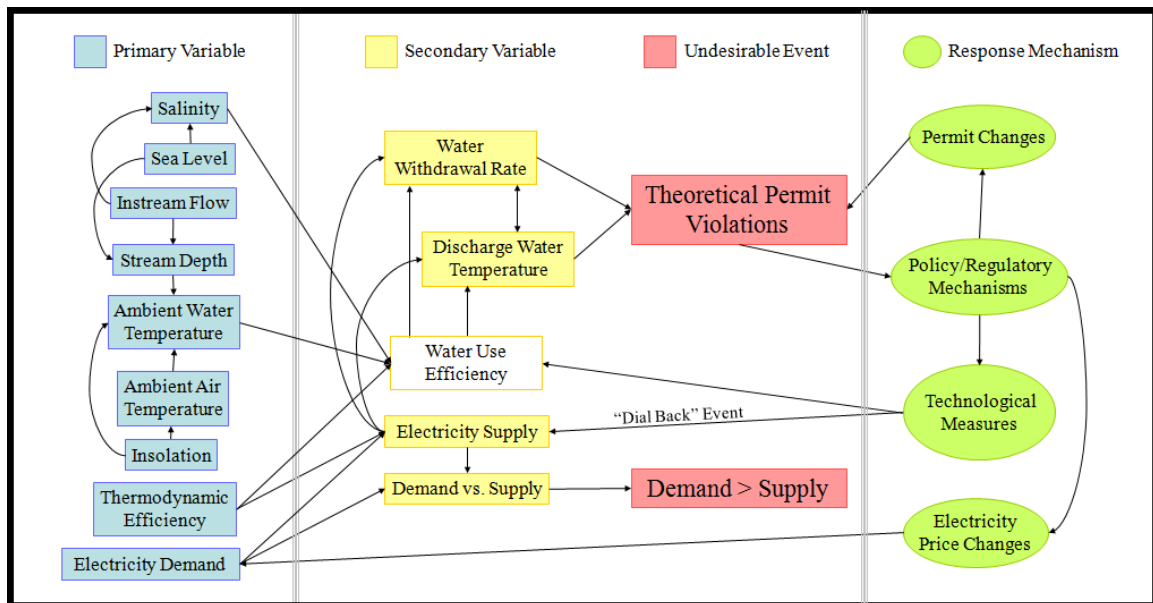 Primary Variable
Secondary Variable
Undesirable Event
Response Mechanism
Salinity
Sea Level
Instream Flow
Stream Depth
Ambient Water
Temperature
Ambient Air
Temperature
Insolation
Thermodynamic
Efficiency
Electricity Demand
Water
Withdrawal Rate
Discharge Water
Temperature
Water Use
Efficiency
Electricity Supply
Demand vs. Supply
Theoretical Permit
Violations
“Dial Back” Event
Demand > Supply
Permit Changes
Policy/Regulatory
Mechanisms
Technological
Measures
Electricity
Price Changes